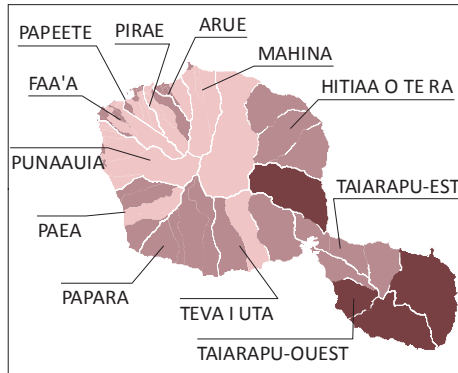 ARUE
PIRAE
PAPEETE
MAHINA
FAA'A
HITIAA O TE RA
PUNAAUIA
TAIARAPU-EST
PAEA
PAPARA
TEVA I UTA
TAIARAPU-OUEST